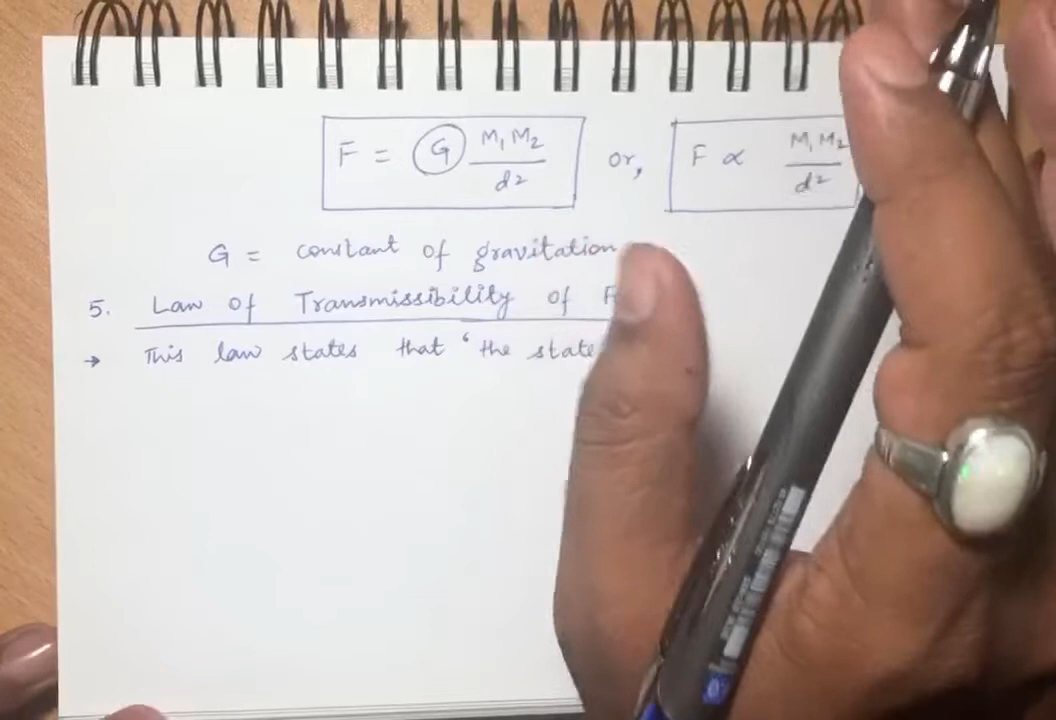 F = G M₁M₂/d² or, F ∝ M₁M₂/d²
G = constant of gravitation
5. Law of Transmissibility of F
→ This law states that ‘the state